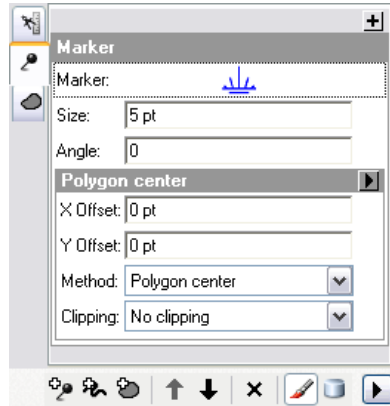 Marker
Marker:
Size: 5 pt
Angle: 0
Polygon center
X Offset: 0 pt
Y Offset: 0 pt
Method: Polygon center
Clipping: No clipping